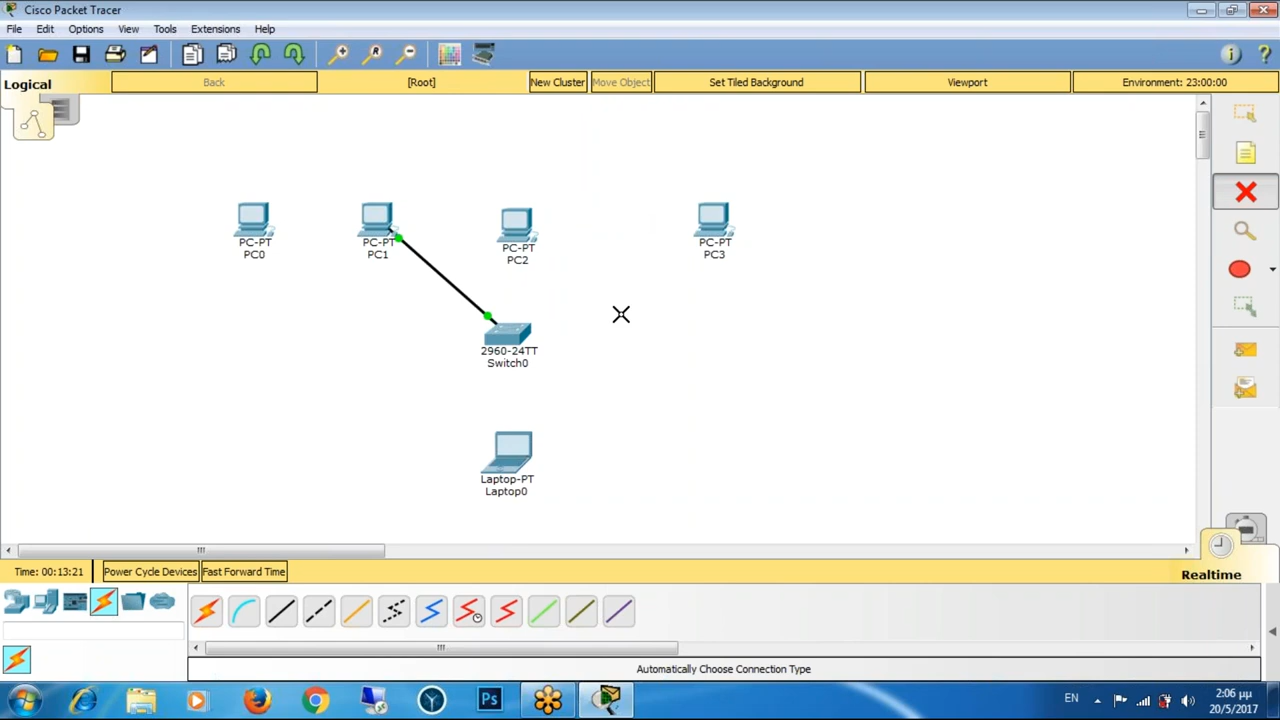 Cisco Packet Tracer
File Edit Options View Tools Extensions Help
Logical Back [Root] New Cluster Move Object Set Tiled Background Viewport Environment: 23:00:00
PC-PT
PC0
PC-PT
PC1
PC-PT
PC2
PC-PT
PC3
2960-24TT
Switch0
Laptop-PT
Laptop0
Time: 00:13:21 Power Cycle Devices Fast Forward Time Realtime
Automatically Choose Connection Type
Ps EN 2:06 μμ
20/5/2017